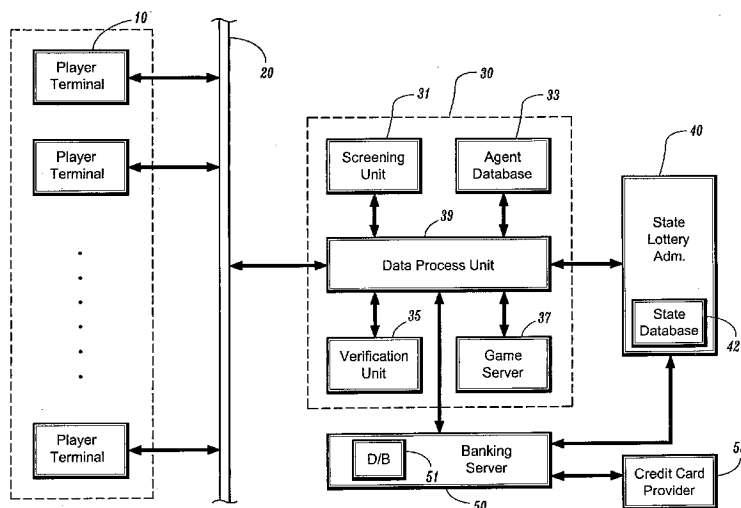 10
Player
Terminal
20
Player
Terminal
Player
Terminal
30
31
33
Screening
Unit
Agent
Database
39
Data Process Unit
35
37
Verification
Unit
Game
Server
40
State
Lottery
Adm.
State
Database
42
D/B
51
Banking
Server
50
Credit Card
Provider